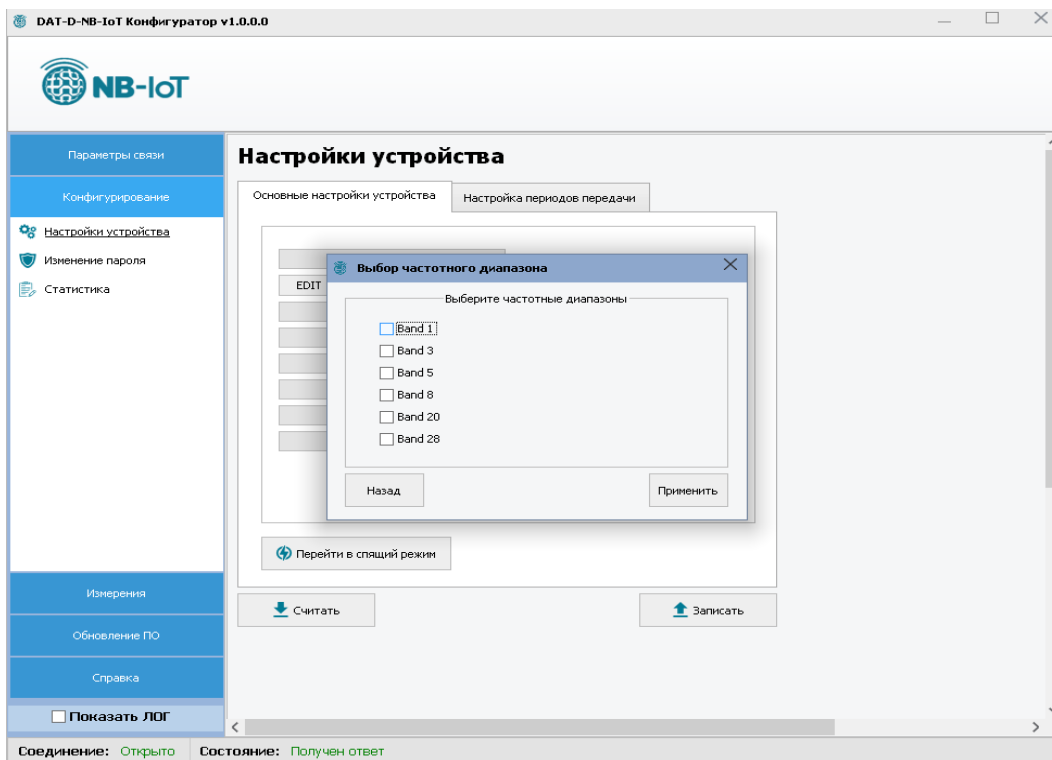 DAT-D-NB-IoT Конфигуратор v1.0.0.0
NB-IoT
Параметры связи
Конфигурирование
Настройки устройства
Изменение пароля
Статистика
Настройки устройства
Основные настройки устройства
Настройка периодов передачи
EDIT
Выбор частотного диапазона
Выберите частотные диапазоны
Band 1
Band 3
Band 5
Band 8
Band 20
Band 28
Назад
Применить
Перейти в спящий режим
Считать
Записать
Измерения
Обновление ПО
Справка
Показать ЛОГ
Соединение: Открыто Состояние: Получен ответ